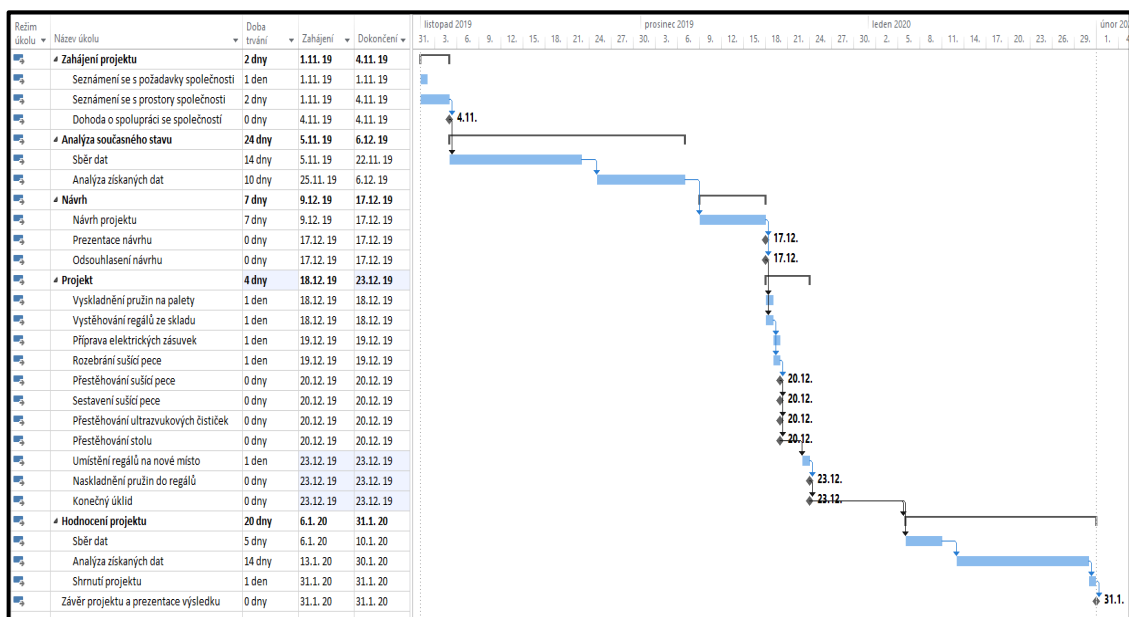 Režim úkolu Název úkolu Doba trvání Zahájení Dokončení
listopad 2019 prosinec 2019 leden 2020 únor 202
31. 3. 6. 9. 12. 15. 18. 21. 24. 27. 30. 3. 6. 9. 12. 15. 18. 21. 24. 27. 30. 2. 5. 8. 11. 14. 17. 20. 23. 26. 29. 1. 4
Zahájení projektu 2 dny 1.11. 19 4.11. 19
Seznámení se s požadavky společnosti 1 den 1.11. 19 1.11. 19
Seznámení se s prostory společnosti 2 dny 1.11. 19 4.11. 19
Dohoda o spolupráci se společností 0 dny 4.11. 19 4.11. 19 4.11.
Analýza současného stavu 24 dny 5.11. 19 6.12. 19
Sběr dat 14 dny 5.11. 19 22.11. 19
Analýza získaných dat 10 dny 25.11. 19 6.12. 19
Návrh 7 dny 9.12. 19 17.12. 19
Návrh projektu 7 dny 9.12. 19 17.12. 19
Prezentace návrhu 0 dny 17.12. 19 17.12. 19 17.12.
Odsouhlasení návrhu 0 dny 17.12. 19 17.12. 19 17.12.
Projekt 4 dny 18.12. 19 23.12. 19
Vyskladnění pružin na palety 1 den 18.12. 19 18.12. 19
Vystěhování regálů ze skladu 1 den 18.12. 19 18.12. 19
Příprava elektrických zásuvek 1 den 19.12. 19 19.12. 19
Rozebrání sušící pece 1 den 19.12. 19 19.12. 19
Přestěhování sušící pece 0 dny 20.12. 19 20.12. 19 20.12.
Sestavení sušící pece 0 dny 20.12. 19 20.12. 19 20.12.
Přestěhování ultrazvukových čističek 0 dny 20.12. 19 20.12. 19 20.12.
Přestěhování stolu 0 dny 20.12. 19 20.12. 19 20.12.
Umístění regálů na nové místo 1 den 23.12. 19 23.12. 19
Naskladnění pružin do regálů 0 dny 23.12. 19 23.12. 19 23.12.
Konečný úklid 0 dny 23.12. 19 23.12. 19 23.12.
Hodnocení projektu 20 dny 6.1. 20 31.1. 20
Sběr dat 5 dny 6.1. 20 10.1. 20
Analýza získaných dat 14 dny 13.1. 20 30.1. 20
Shrnutí projektu 1 den 31.1. 20 31.1. 20
Závěr projektu a prezentace výsledku 0 dny 31.1. 20 31.1. 20 31.1.